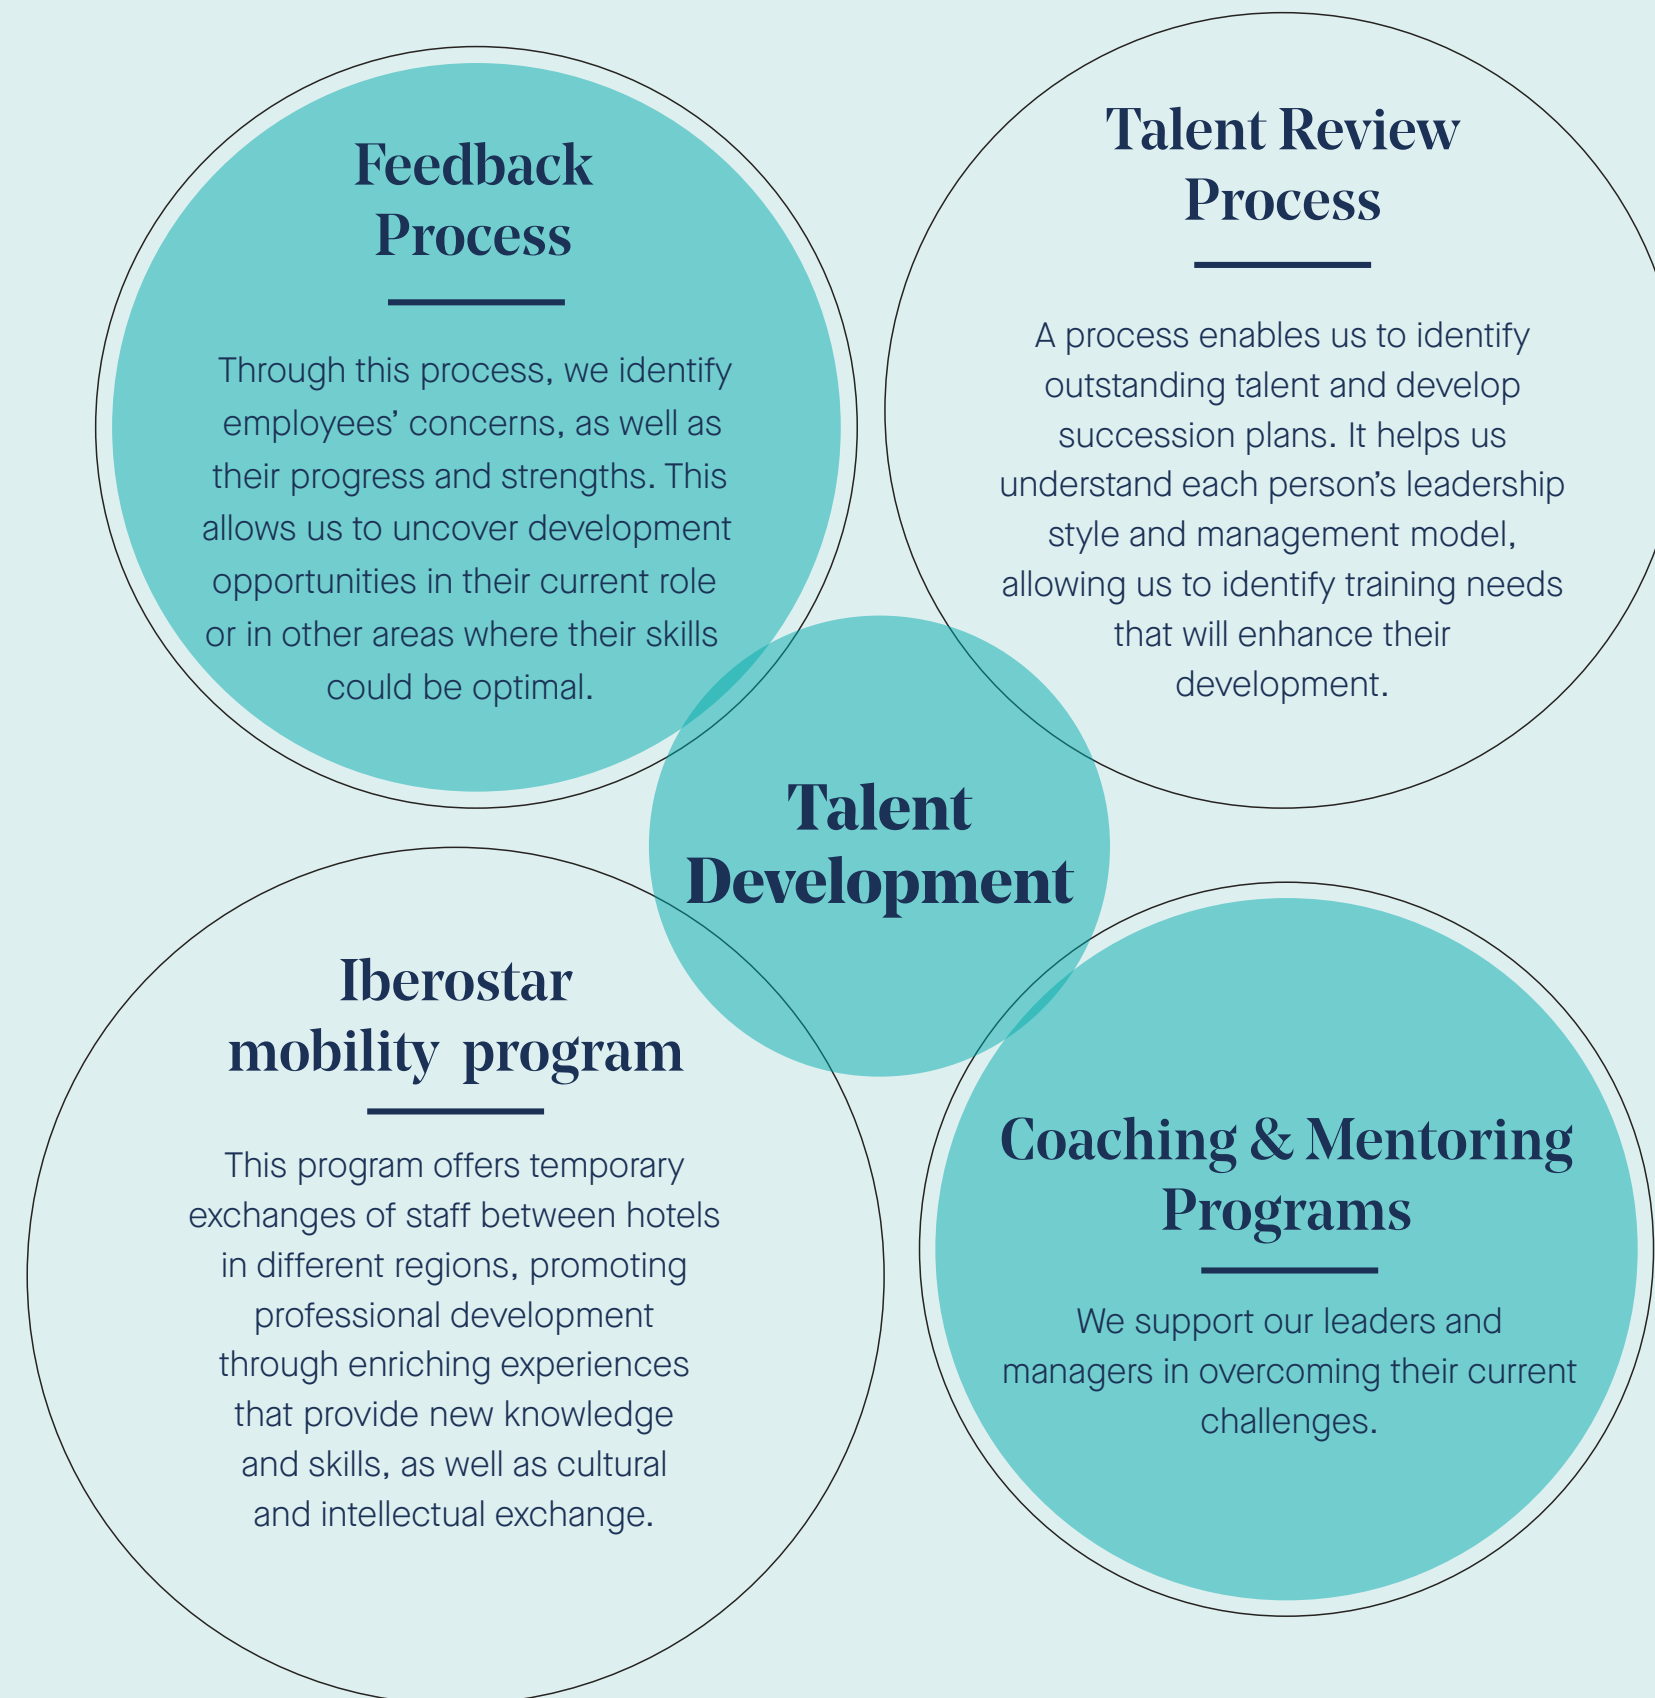 Feedback
Process
Through this process, we identify
employees’ concerns, as well as
their progress and strengths. This
allows us to uncover development
opportunities in their current role
or in other areas where their skills
could be optimal.
Talent Review
Process
A process enables us to identify
outstanding talent and develop
succession plans. It helps us
understand each person’s leadership
style and management model,
allowing us to identify training needs
that will enhance their
development.
Talent
Development
Iberostar
mobility program
This program offers temporary
exchanges of staff between hotels
in different regions, promoting
professional development
through enriching experiences
that provide new knowledge
and skills, as well as cultural
and intellectual exchange.
Coaching & Mentoring
Programs
We support our leaders and
managers in overcoming their current
challenges.